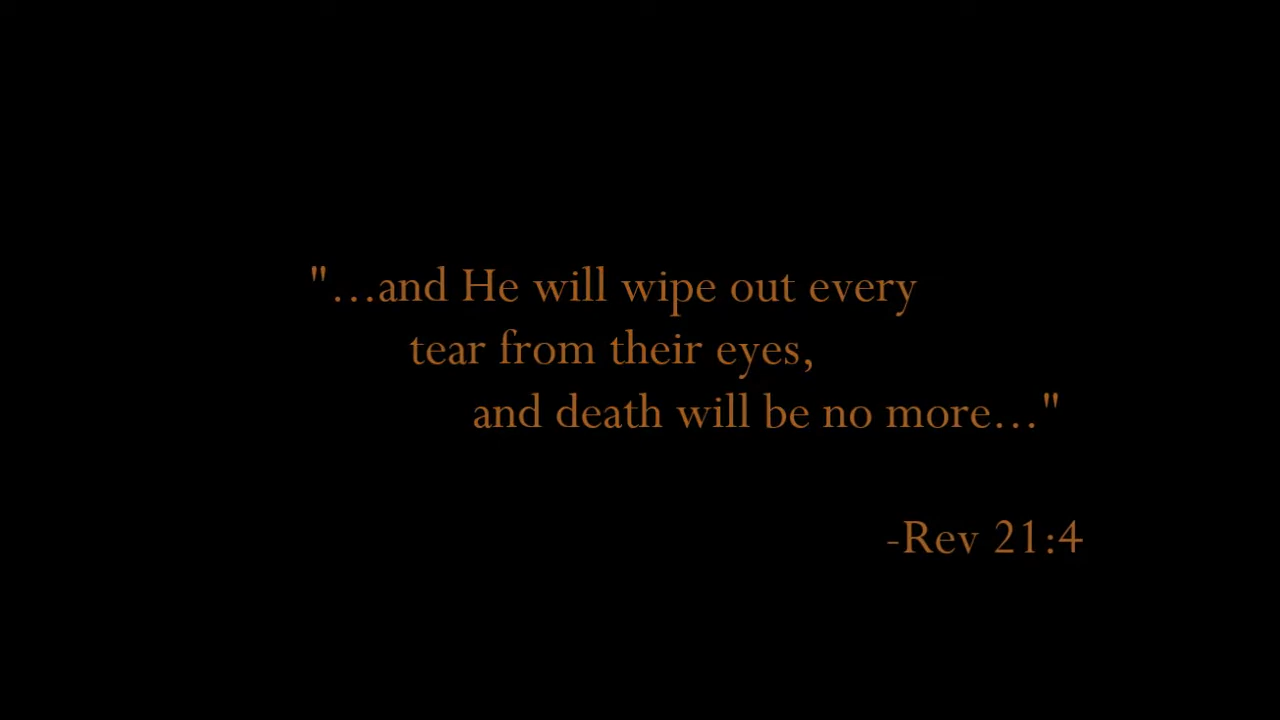 "...and He will wipe out every
tear from their eyes,
and death will be no more..."
-Rev 21:4